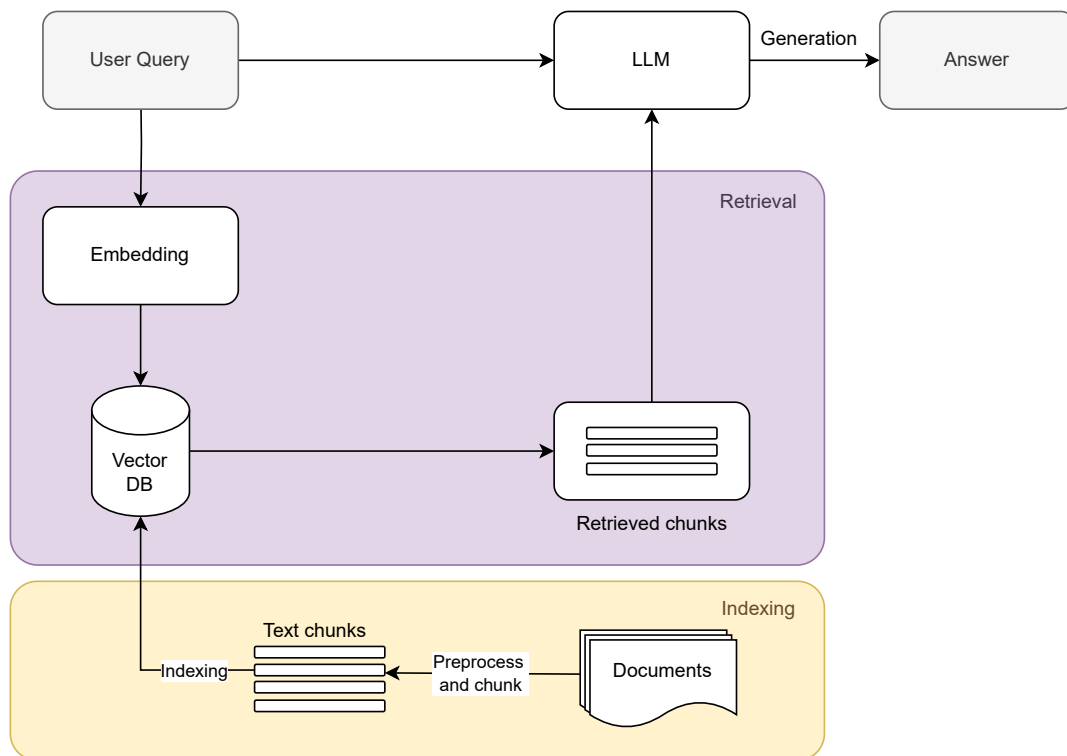 User Query
LLM
Generation
Answer
Retrieval
Embedding
Vector
DB
Retrieved chunks
Indexing
Text chunks
Indexing
Preprocess
and chunk
Documents